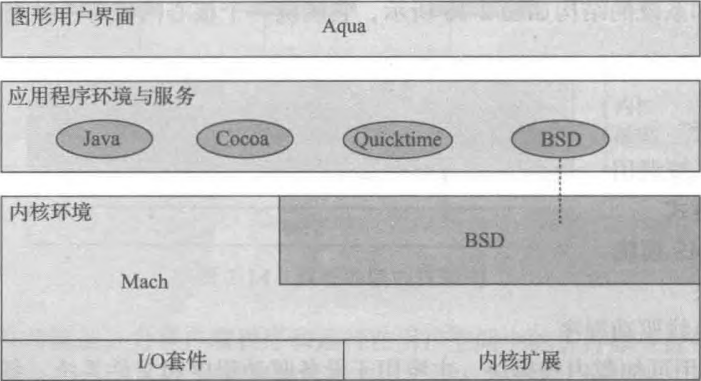 图形用户界面
Aqua
应用程序环境与服务
Java Cocoa Quicktime BSD
内核环境
BSD
Mach
I/O套件 内核扩展